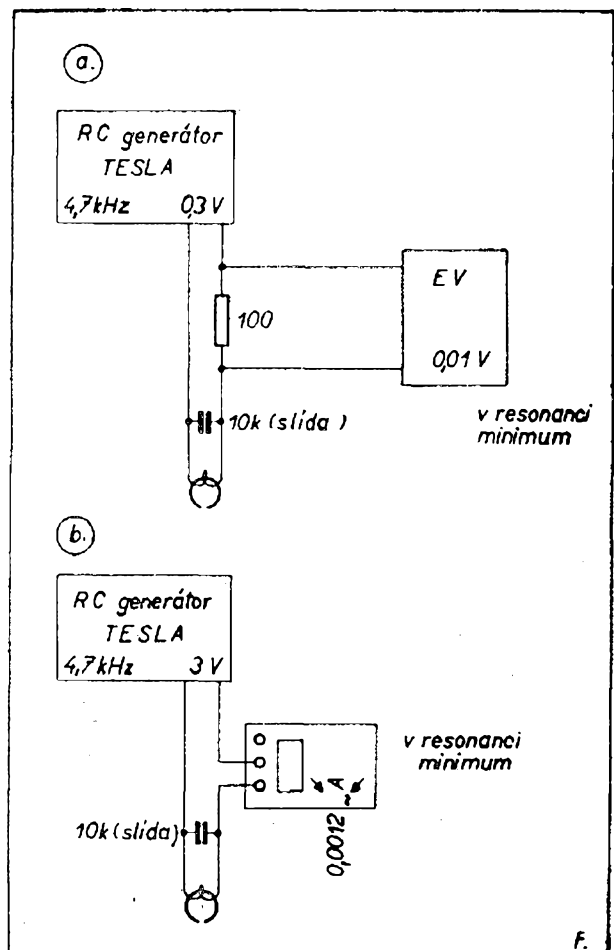 a.
RC generátor
TESLA
4,7kHz 0,3 V
100
EV
0,01 V
10k (slída)
v resonanci
minimum
b.
RC generátor
TESLA
4,7kHz 3 V
A
~
0,0012
v resonanci
minimum
10k (slída)
F.